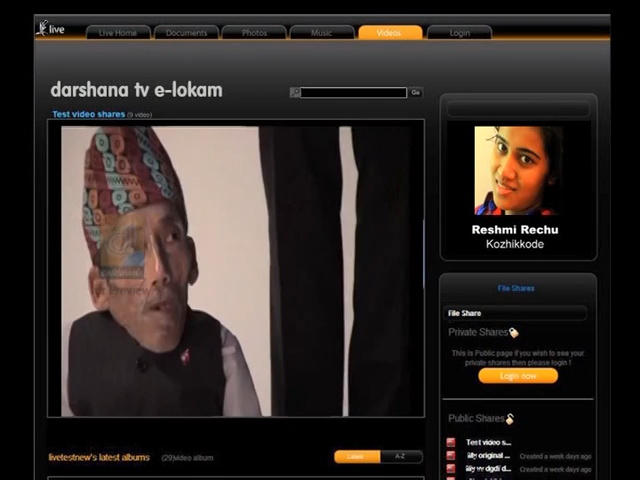 live
Live Home
Documents
Photos
Music
Videos
Login
darshana tv e-lokam
Go
Test video shares (9 video)
Reshmi Rechu
Kozhikkode
File Shares
File Share
Private Shares
This is Public page if you wish to see your
private shares then please login !
Login now
Public Shares
Test video s...
My original ... Created a week days ago
Created a week days ago
livetestnew's latest albums (29)video album
Latest
A-Z